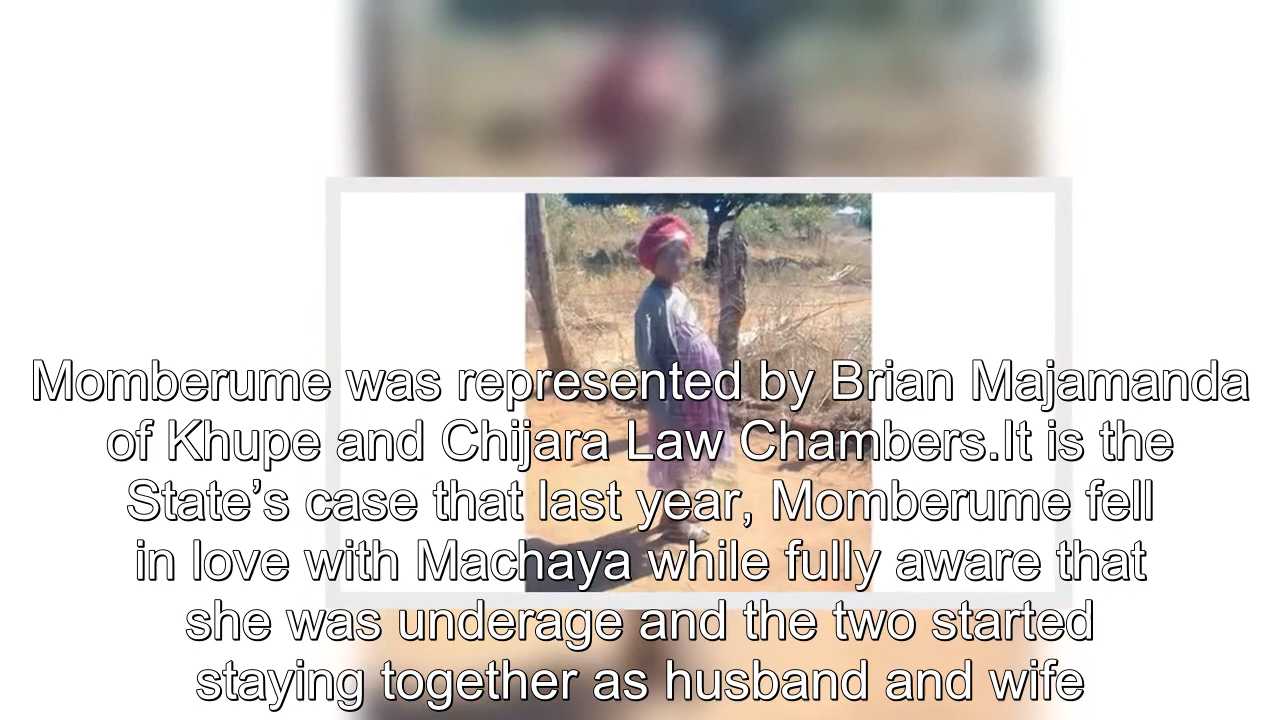 Momberume was represented by Brian Majamanda
of Khupe and Chijara Law Chambers.It is the
State’s case that last year, Momberume fell
in love with Machaya while fully aware that
she was underage and the two started
staying together as husband and wife